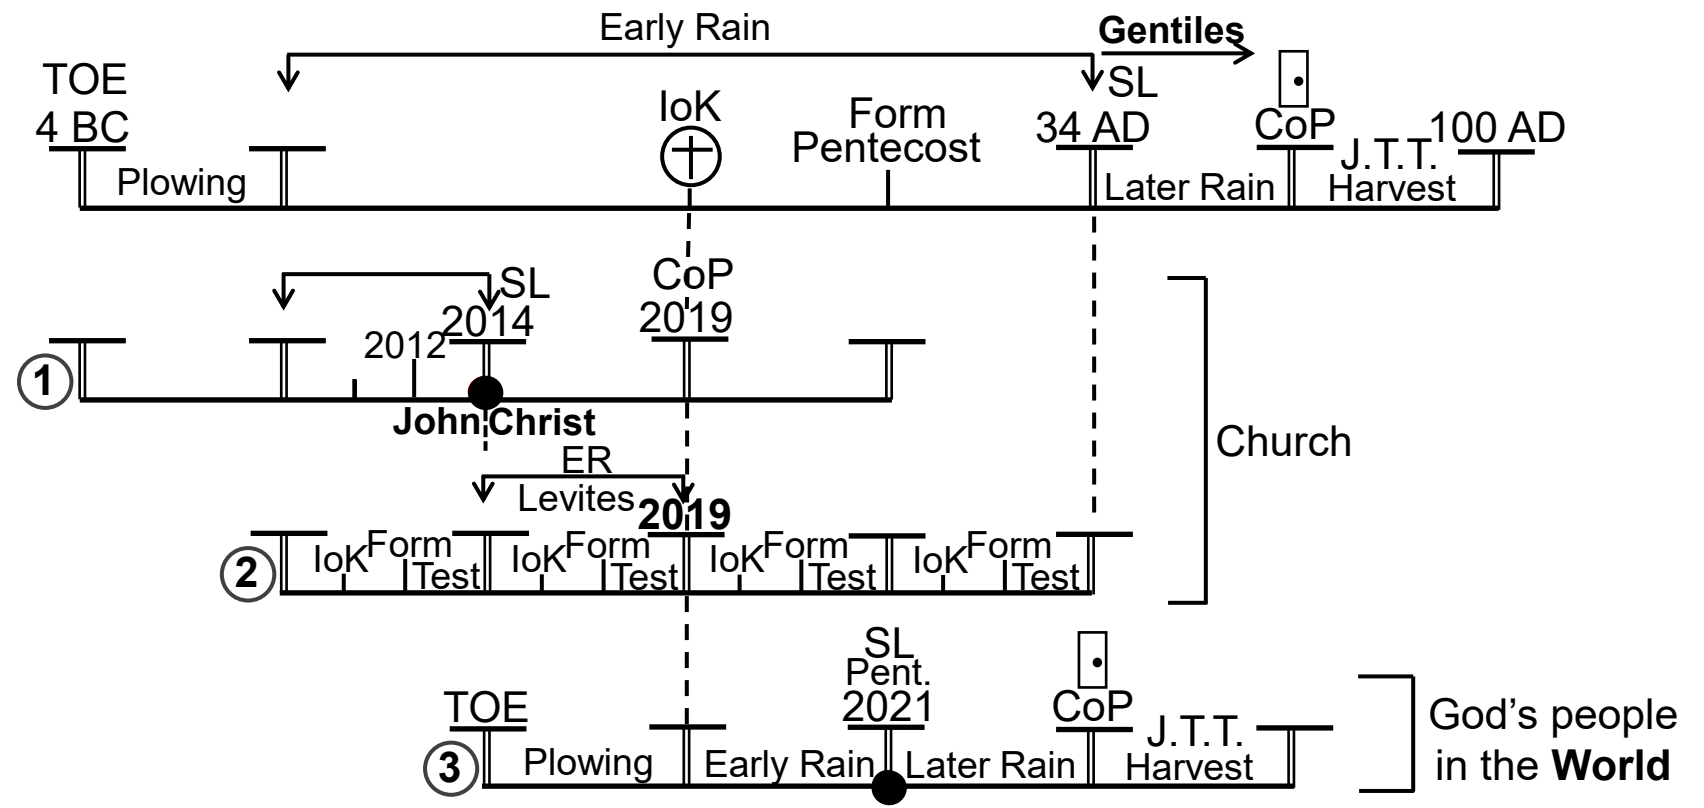 Early Rain
Gentiles
TOE
4 BC
IoK
Form
Pentecost
SL
34 AD
CoP
J.T.T.
100 AD
Plowing
Later Rain
Harvest
CoP
2019
SL
2014
2012
1
John Christ
Church
ER
Levites
2019
2
IoK Form Test
IoK Form Test
IoK Form Test
IoK Form Test
SL
Pent.
2021
TOE
CoP
J.T.T.
3
Plowing
Early Rain
Later Rain
Harvest
God's people
in the World